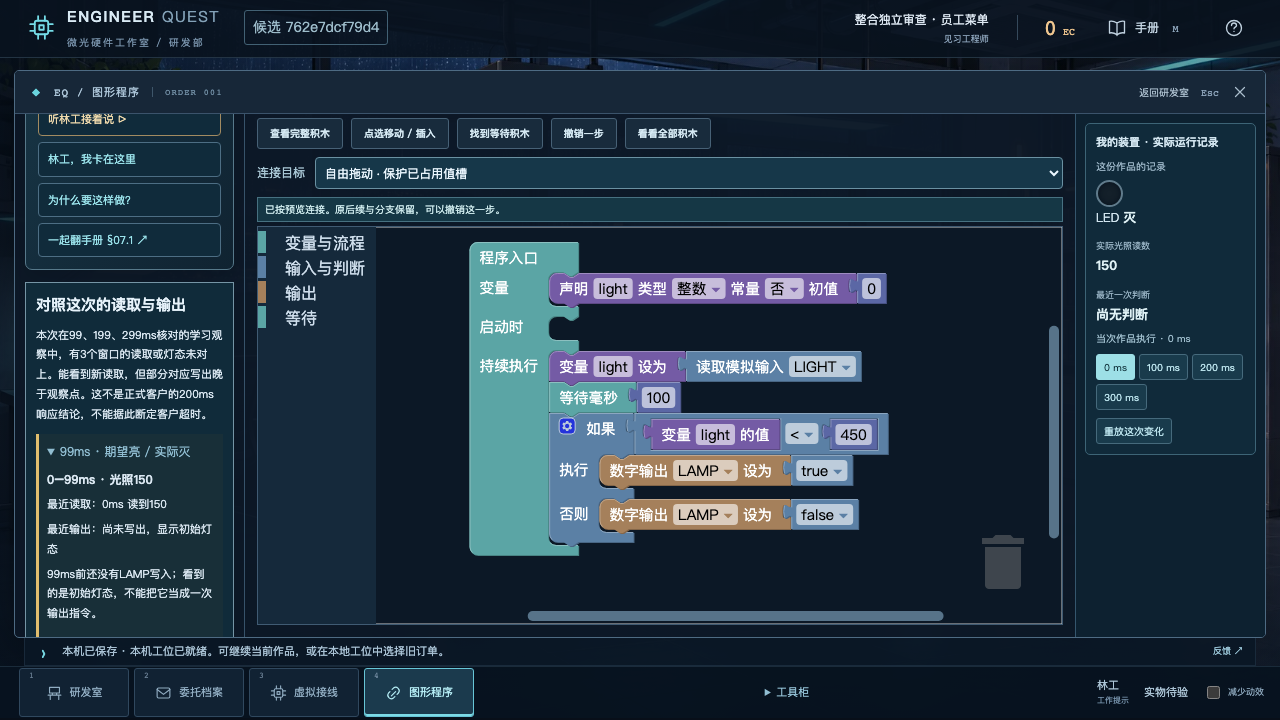 ENGINEER QUEST
微光硬件工作室 / 研发部
候选 762e7dcf79d4
整合独立审查 · 员工菜单
见习工程师
0 EC
手册 M
EQ / 图形程序 ORDER 001
返回研发室 Esc
听林工接着说
林工，我卡在这里
为什么要这样做?
一起翻手册 §07.1 ↗
对照这次的读取与输出
本次在99、199、299ms核对的学习观
察中，有3个窗口的读取或灯态未对
上。能看到新读取，但部分对应写出晚
于观察点。这不是正式客户的200ms
响应结论，不能据此断定客户超时。
▼ 99ms · 期望亮 / 实际灭
0—99ms · 光照150
最近读取：0ms 读到150
最近输出：尚未写出，显示初始灯
态
99ms前还没有LAMP写入；看到
的是初始灯态，不能把它当成一次
输出指令。
查看完整积木
点选移动 / 插入
找到等待积木
撤销一步
看看全部积木
连接目标
自由拖动 · 保护已占用值槽
已按预览连接。原后续与分支保留，可以撤销这一步。
变量与流程
输入与判断
输出
等待
程序入口
变量 声明 light 类型 整数 常量 否 初值 0
启动时
持续执行 变量 light 设为 读取模拟输入 LIGHT
等待毫秒 100
如果 变量 light 的值 < 450
执行 数字输出 LAMP 设为 true
否则 数字输出 LAMP 设为 false
我的装置 · 实际运行记录
这份作品的记录
LED 灭
实际光照读数
150
最近一次判断
尚无判断
当次作品执行 · 0 ms
0 ms
100 ms
200 ms
300 ms
重放这次变化
本机已保存 · 本机工位已就绪。可继续当前作品，或在本地工位中选择旧订单。
反馈 ↗
1 研发室
2 委托档案
3 虚拟接线
4 图形程序
▶ 工具柜
林工
工作提示
实物待验
减少动效